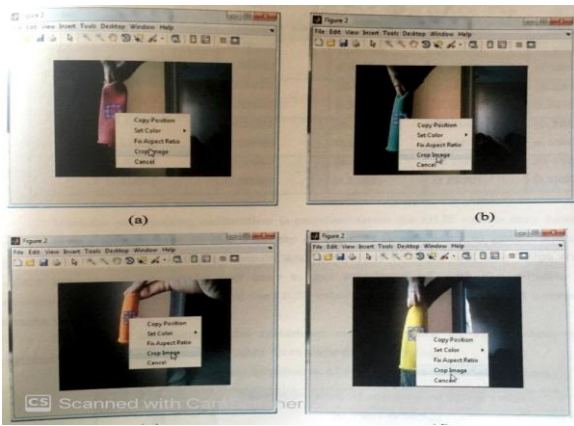 Figure 2
Edit View Insert Tools Desktop Window Help
Copy Position
Set Color
Fix Aspect Ratio
Crop Image
Cancel
(a)
Figure 2
File Edit View Insert Tools Desktop Window Help
Copy Position
Set Color
Fix Aspect Ratio
Crop Image
Cancel
(b)
Figure 2
File Edit View Insert Tools Desktop Window Help
Copy Position
Set Color
Fix Aspect Ratio
Crop Image
Cancel
Figure 2
File Edit View Insert Tools Desktop Window Help
Copy Position
Set Color
Fix Aspect Ratio
Crop Image
Cancel
CS Scanned with CamScanner